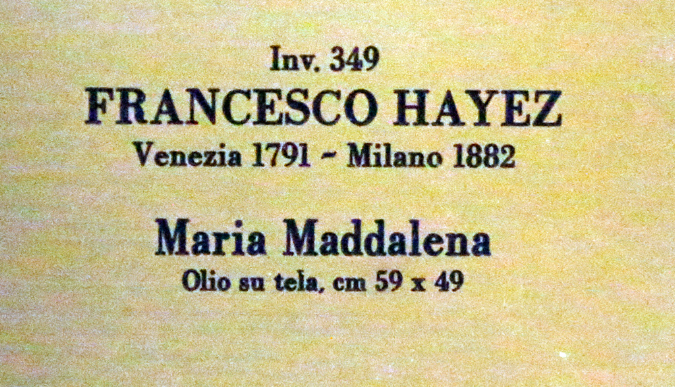 Inv. 349
FRANCESCO HAYEZ
Venezia 1791 ~ Milano 1882
Maria Maddalena
Olio su tela, cm 59 x 49